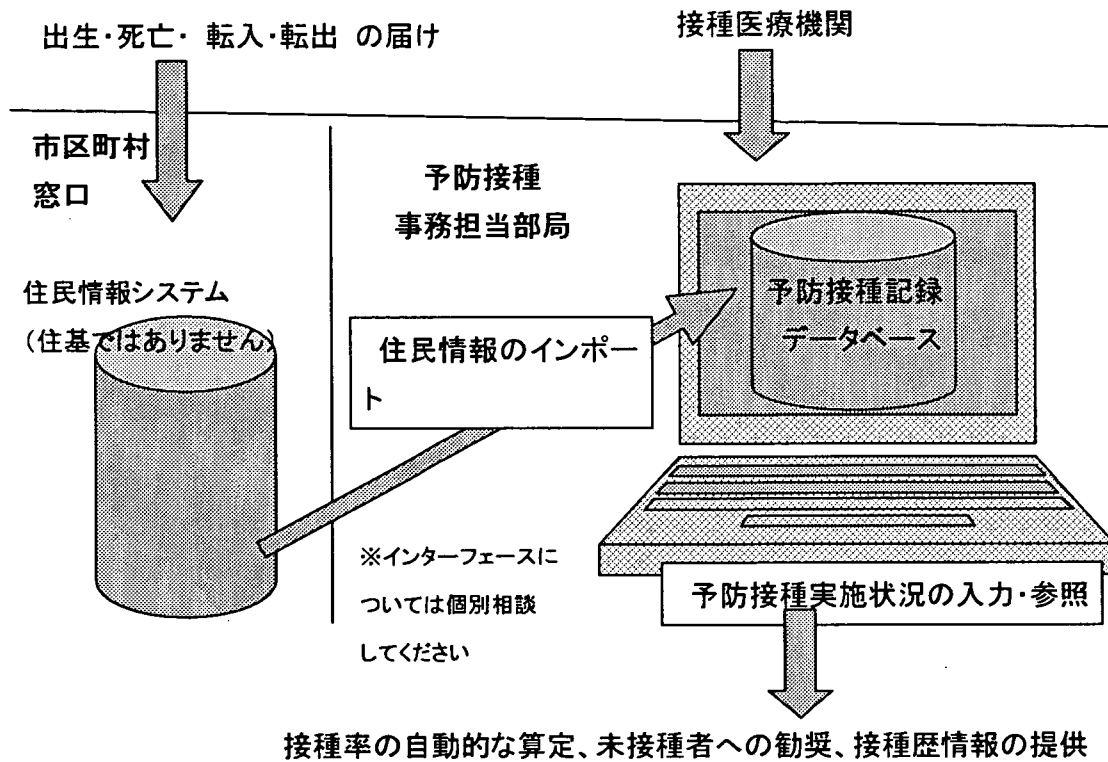 出生・死亡・ 転入・転出 の届け
接種医療機関
市区町村
窓口
予防接種
事務担当部局
住民情報システム
（住基ではありません）
予防接種記録
データベース
住民情報のインポー
ト
※インターフェースに
ついては個別相談
してください
予防接種実施状況の入力・参照
接種率の自動的な算定、未接種者への勧奨、接種歴情報の提供